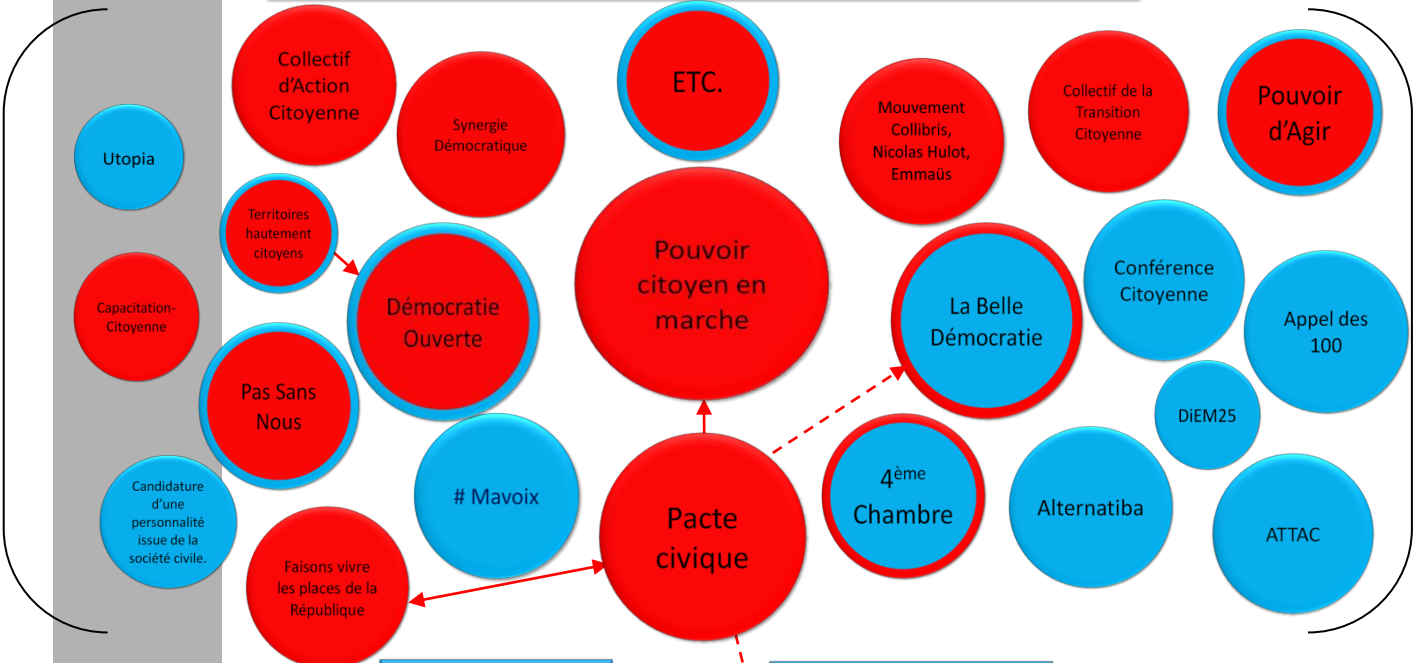 Collectif
d'Action
Citoyenne
Synergie
Démocratique
ETC.
Mouvement
Collibris,
Nicolas Hulot,
Emmaüs
Collectif de la
Transition
Citoyenne
Pouvoir
d'Agir
Utopia
Territoires
hautement
citoyens
Démocratie
Ouverte
Pouvoir
citoyen en
marche
La Belle
Démocratie
Conférence
Citoyenne
Appel des
100
Capacitation-
Citoyenne
Pas Sans
Nous
DiEM25
Candidature
d'une
personnalité
issue de la
société civile.
# Mavoix
Pacte
civique
4ème
Chambre
Alternatiba
ATTAC
Faisons vivre
les places de la
République